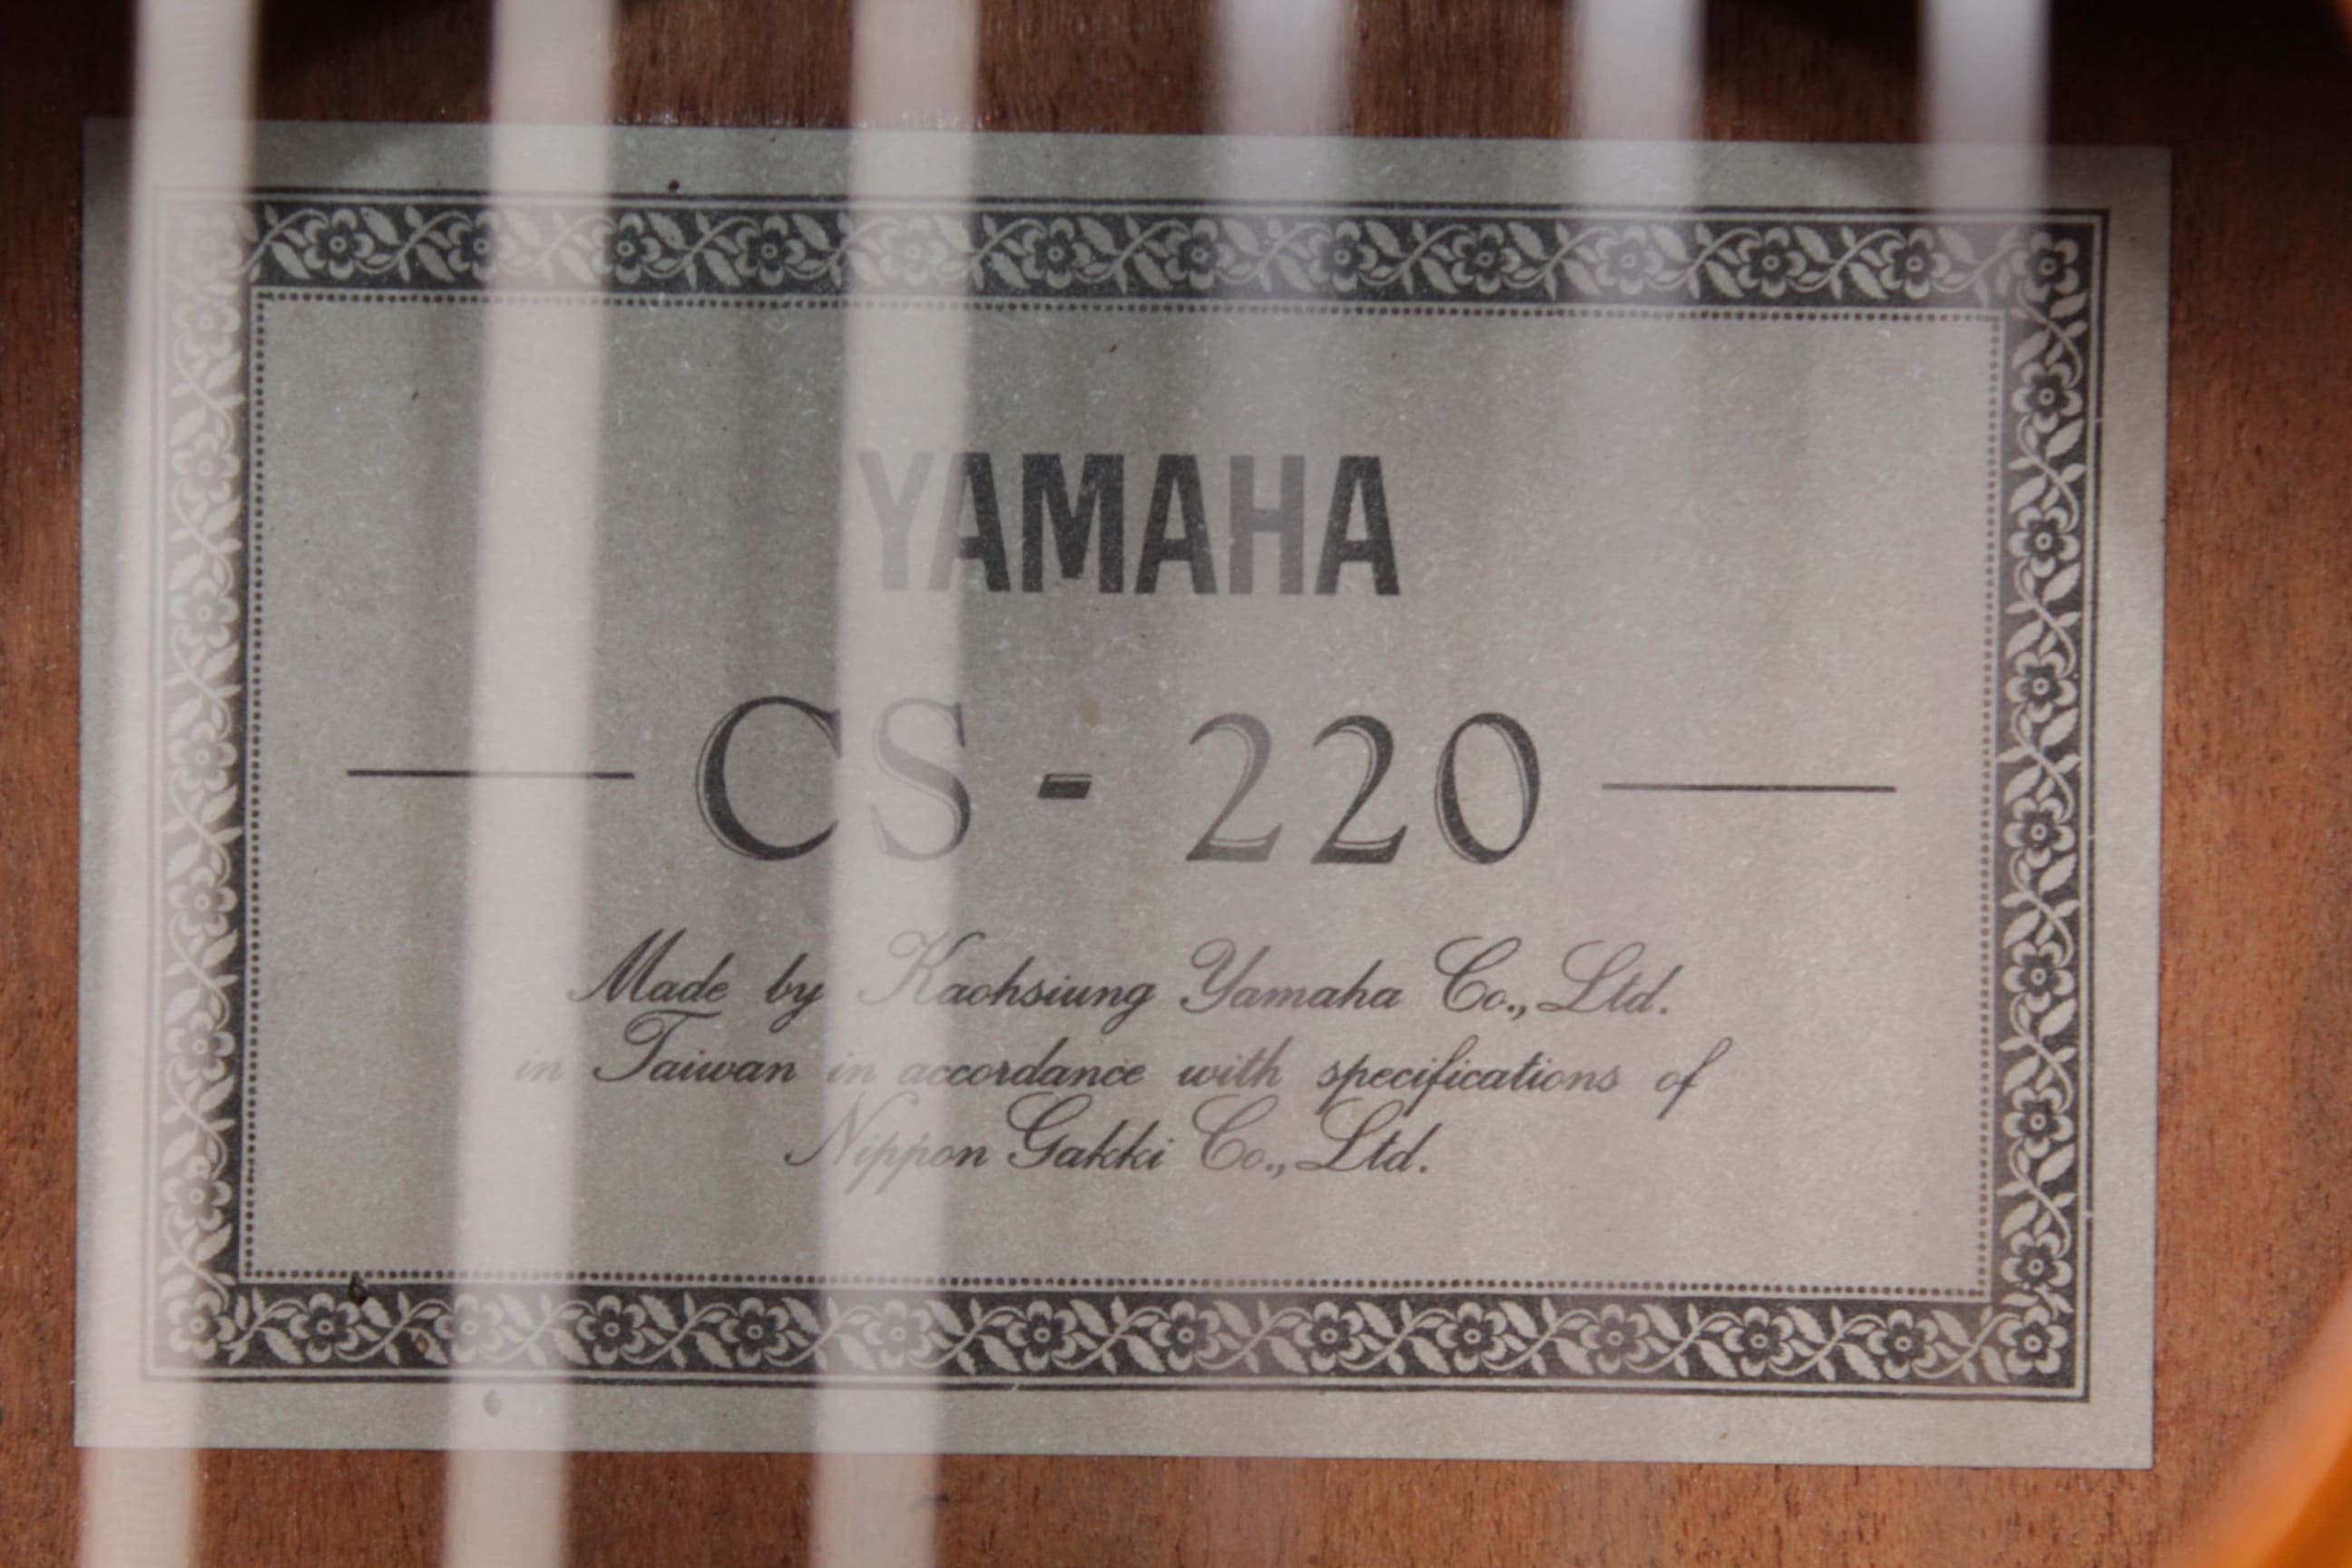 YAMAHA
CS - 220
Made by Kaohsiung Yamaha Co., Ltd.
in Taiwan in accordance with specifications of
Nippon Gakki Co., Ltd.